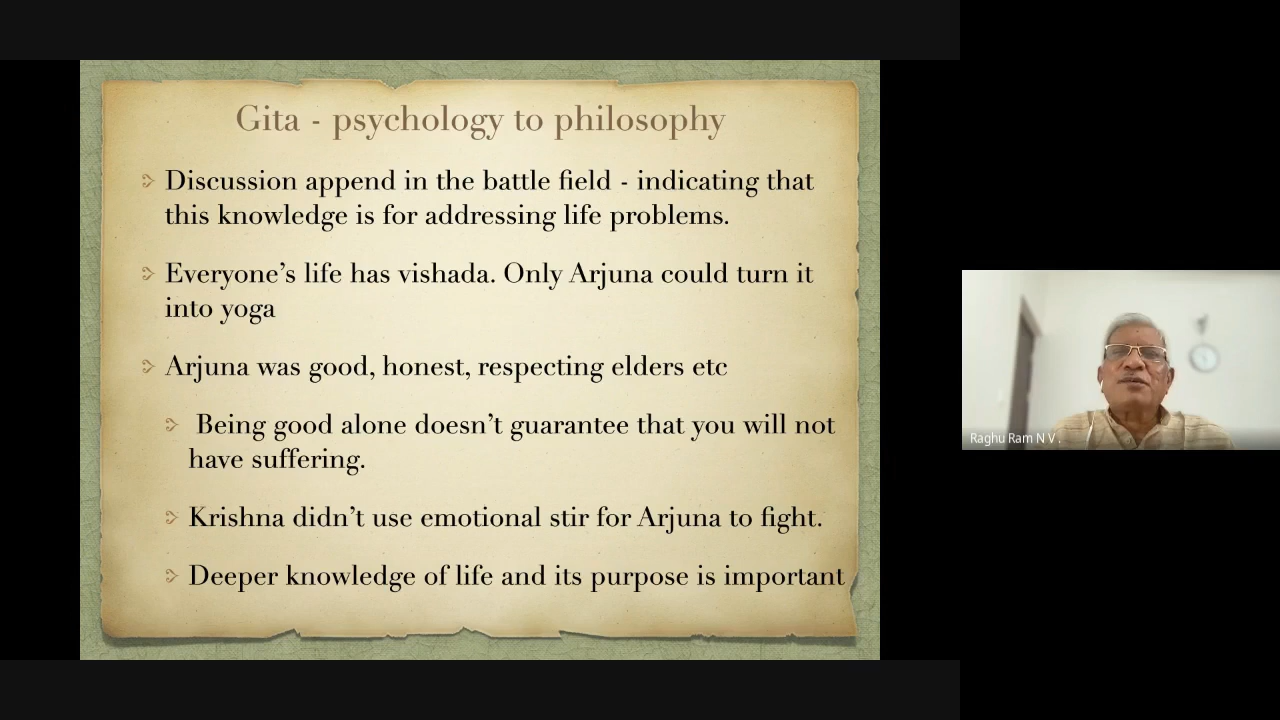 Gita - psychology to philosophy
Discussion append in the battle field - indicating that
this knowledge is for addressing life problems.
Everyone's life has vishada. Only Arjuna could turn it
into yoga
Arjuna was good, honest, respecting elders etc
Being good alone doesn't guarantee that you will not
have suffering.
Krishna didn't use emotional stir for Arjuna to fight.
Deeper knowledge of life and its purpose is important
Raghu Ram N V .